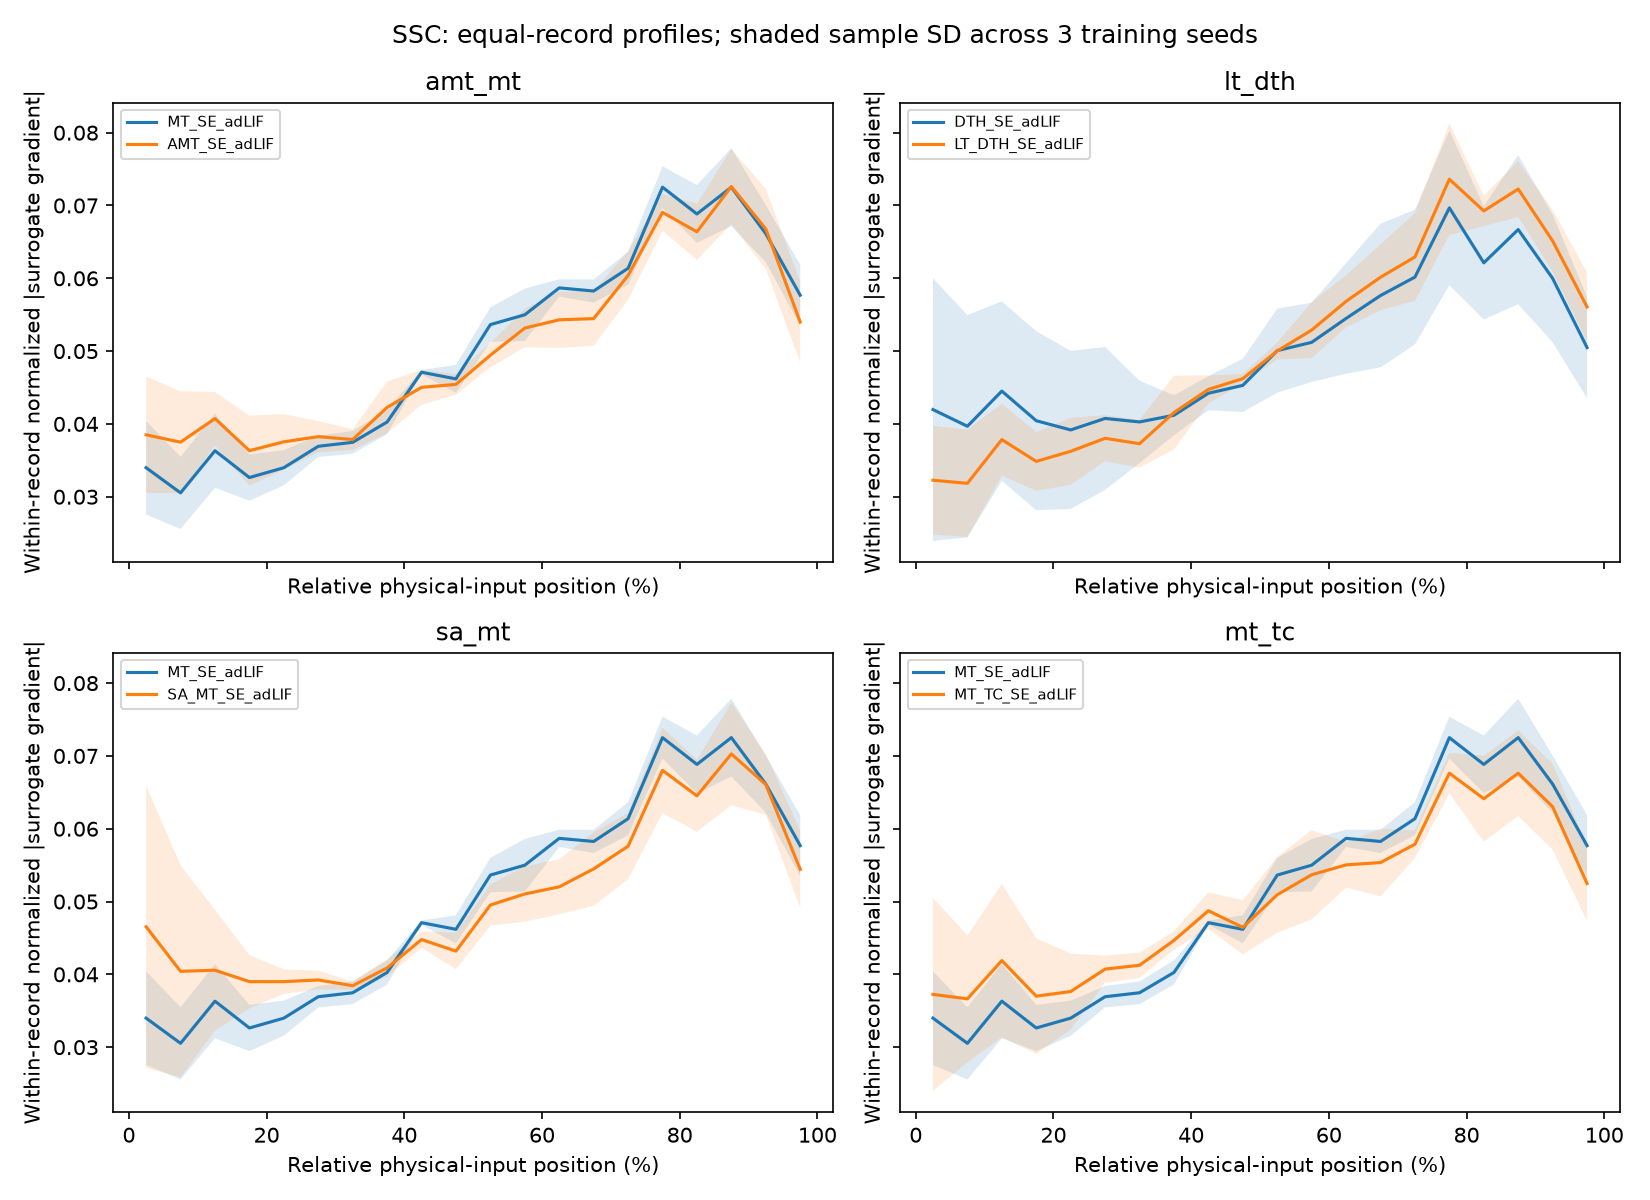 SSC: equal-record profiles; shaded sample SD across 3 training seeds
amt_mt
Within-record normalized |surrogate gradient|
0.08
0.07
0.06
0.05
0.04
0.03
MT_SE_adLIF
AMT_SE_adLIF
Relative physical-input position (%)
lt_dth
Within-record normalized |surrogate gradient|
DTH_SE_adLIF
LT_DTH_SE_adLIF
Relative physical-input position (%)
sa_mt
Within-record normalized |surrogate gradient|
0.08
0.07
0.06
0.05
0.04
0.03
MT_SE_adLIF
SA_MT_SE_adLIF
0 20 40 60 80 100
Relative physical-input position (%)
mt_tc
Within-record normalized |surrogate gradient|
MT_SE_adLIF
MT_TC_SE_adLIF
0 20 40 60 80 100
Relative physical-input position (%)